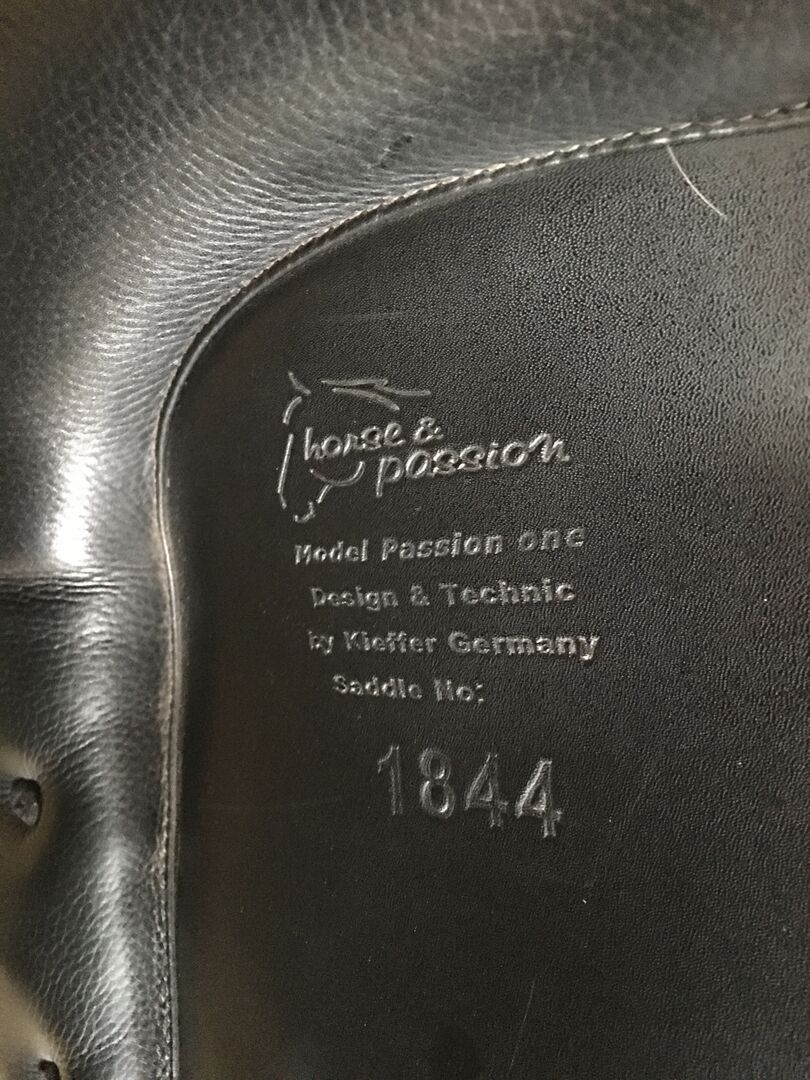 horse &
passion
Model Passion one
Design & Technic
by Kieffer Germany
Saddle No:
1844